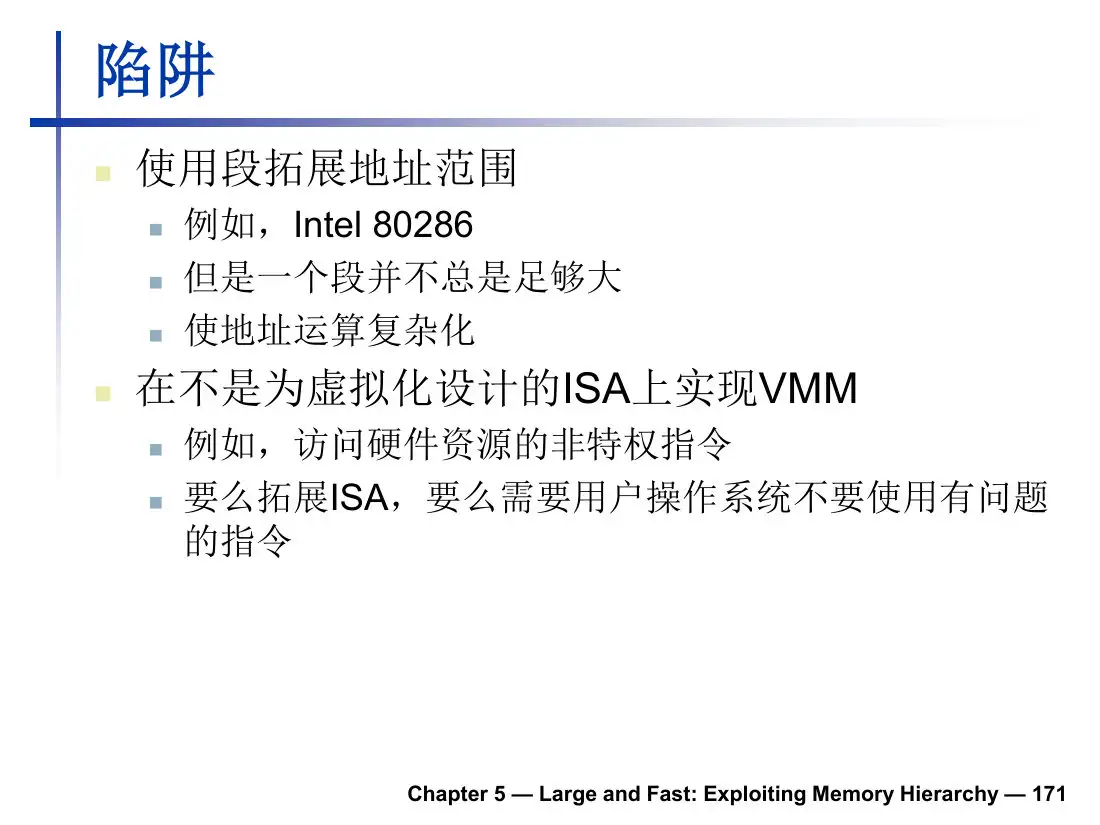 陷阱
使用段拓展地址范围
例如，Intel 80286
但是一个段并不总是足够大
使地址运算复杂化
在不是为虚拟化设计的ISA上实现VMM
例如，访问硬件资源的非特权指令
要么拓展ISA，要么需要用户操作系统不要使用有问题
的指令
Chapter 5 — Large and Fast: Exploiting Memory Hierarchy — 171